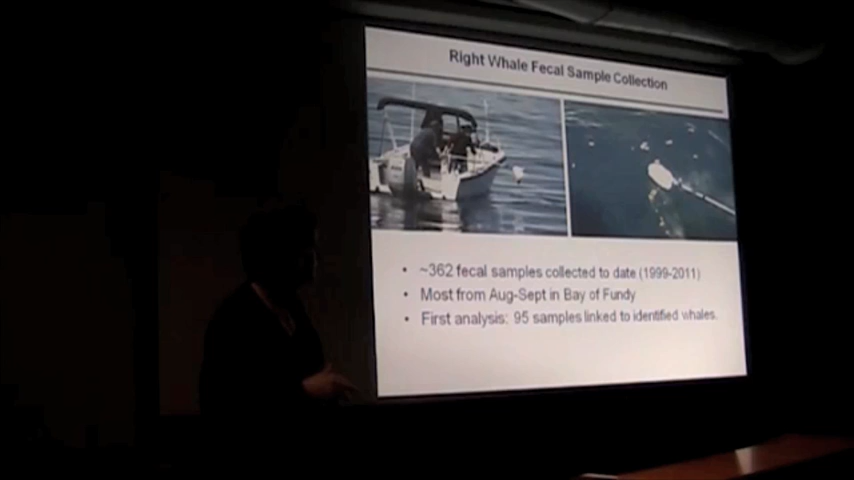 Right Whale Fecal Sample Collection
• ~362 fecal samples collected to date (1999-2011)
• Most from Aug-Sept in Bay of Fundy
• First analysis: 95 samples linked to identified whales.